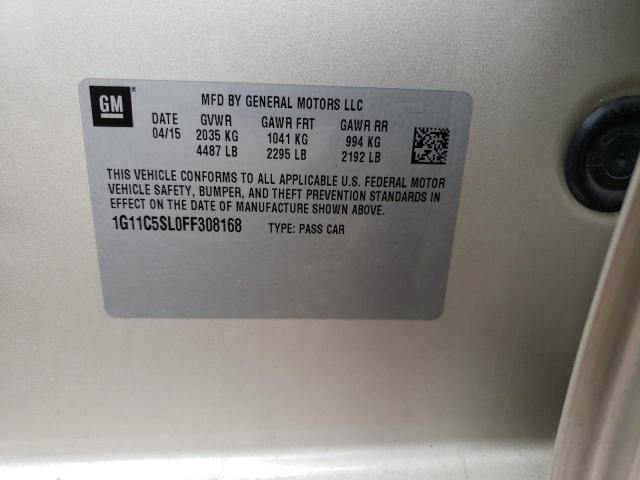 GM
MFD BY GENERAL MOTORS LLC
DATE GVWR GAWR FRT GAWR RR
04/15 2035 KG 1041 KG 994 KG
4487 LB 2295 LB 2192 LB
THIS VEHICLE CONFORMS TO ALL APPLICABLE U.S. FEDERAL MOTOR
VEHICLE SAFETY, BUMPER, AND THEFT PREVENTION STANDARDS IN
EFFECT ON THE DATE OF MANUFACTURE SHOWN ABOVE.
1G11C5SL0FF308168 TYPE: PASS CAR